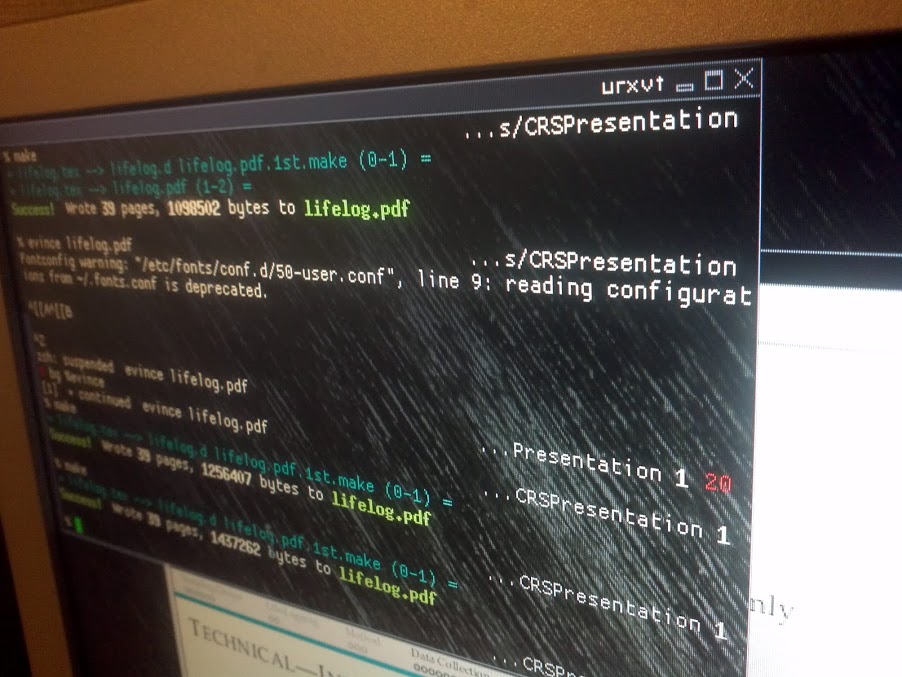 urxvt
% make
...s/CRSPresentation
= lifelog.tex --> lifelog.d lifelog.pdf.1st.make (0-1) =
= lifelog.tex --> lifelog.pdf (1-2) =
Success! Wrote 39 pages, 1098502 bytes to lifelog.pdf
% evince lifelog.pdf
...s/CRSPresentation
Fontconfig warning: "/etc/fonts/conf.d/50-user.conf", line 9: reading configurat
ions from ~/.fonts.conf is deprecated.
^[[A^[[B
^Z
zsh: suspended evince lifelog.pdf
...Presentation 1 20
% bg %evince
[1] + continued evince lifelog.pdf
% make
...CRSPresentation 1
= lifelog.tex --> lifelog.d lifelog.pdf.1st.make (0-1) =
Success! Wrote 39 pages, 1256407 bytes to lifelog.pdf
% make
...CRSPresentation 1
= lifelog.tex --> lifelog.d lifelog.pdf.1st.make (0-1) =
Success! Wrote 39 pages, 1437262 bytes to lifelog.pdf
%
...CRSP
nly
Method
Data Collection
TECHNICAL—IN